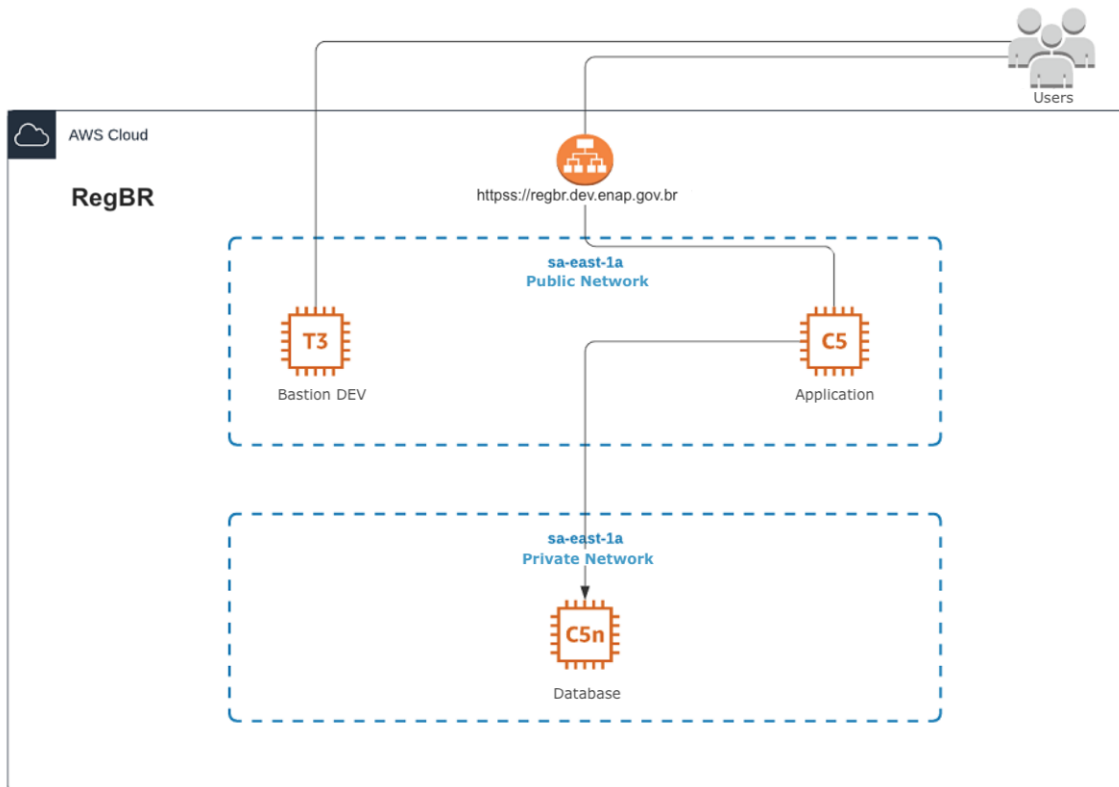 Users
AWS Cloud
RegBR
httpss://regbr.dev.enap.gov.br
sa-east-1a
Public Network
T3
C5
Bastion DEV
Application
sa-east-1a
Private Network
C5n
Database